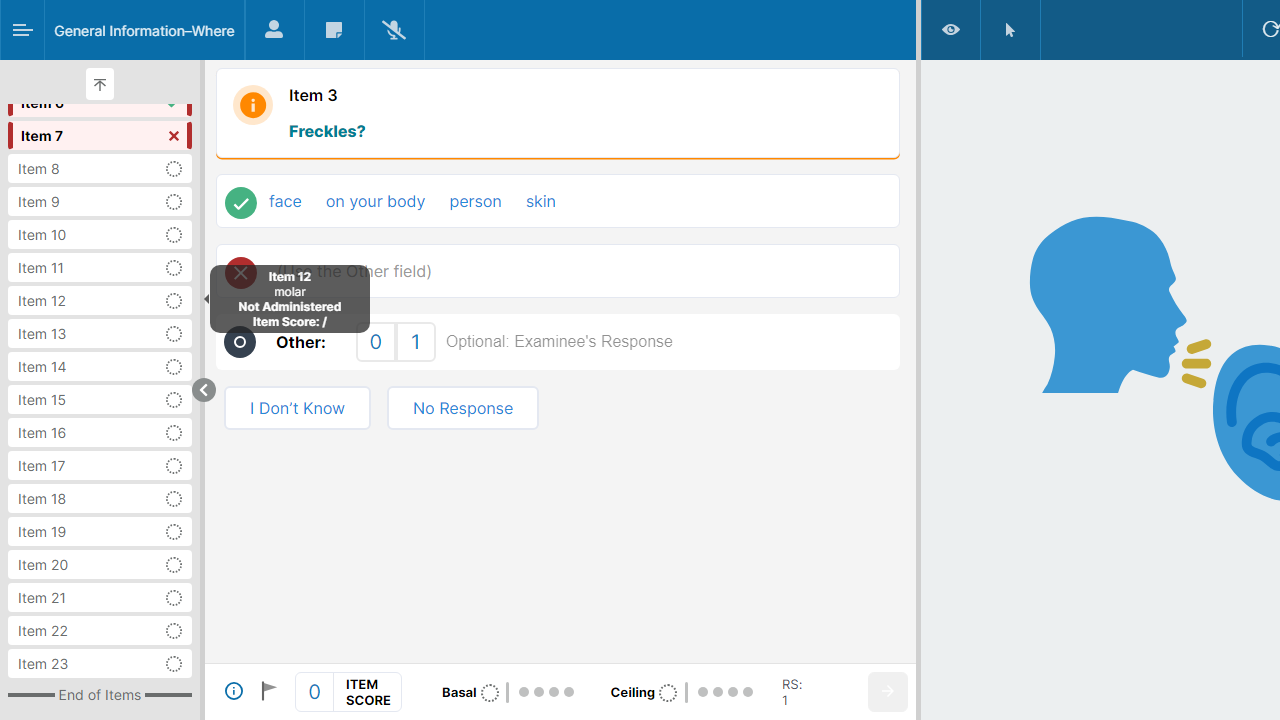 General Information–Where
Item 6
Item 7
Item 8
Item 9
Item 10
Item 11
Item 12
Item 13
Item 14
Item 15
Item 16
Item 17
Item 18
Item 19
Item 20
Item 21
Item 22
Item 23
End of Items
Item 3
Freckles?
face on your body person skin
(Use the Other field)
Item 12
molar
Not Administered
Item Score: /
Other: 0 1 Optional: Examinee's Response
I Don’t Know No Response
0 ITEM
SCORE
Basal
Ceiling
RS:
1